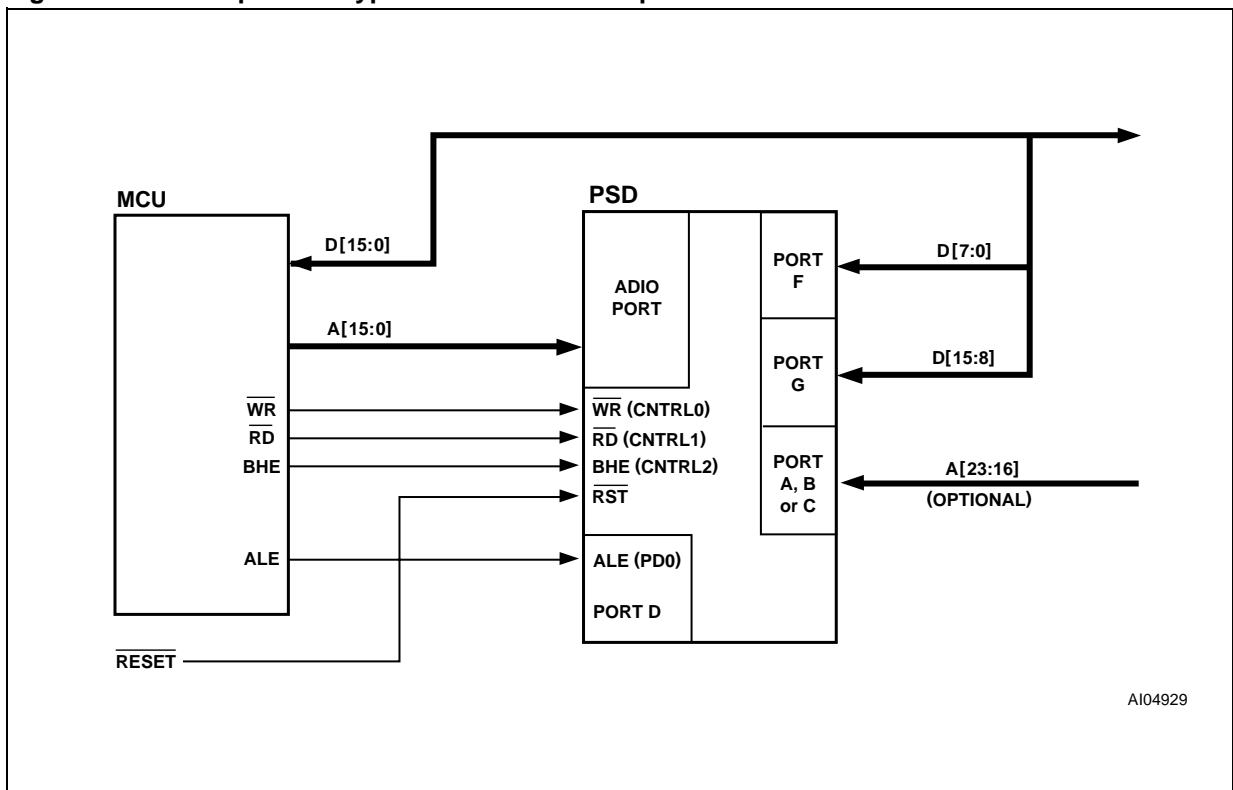 MCU
PSD
D[15:0]
A[15:0]
WR
RD
BHE
ALE
RESET
ADIO
PORT
WR (CNTRL0)
RD (CNTRL1)
BHE (CNTRL2)
RST
ALE (PD0)
PORT D
PORT
F
PORT
G
PORT
A, B
or C
D[7:0]
D[15:8]
A[23:16]
(OPTIONAL)
AI04929